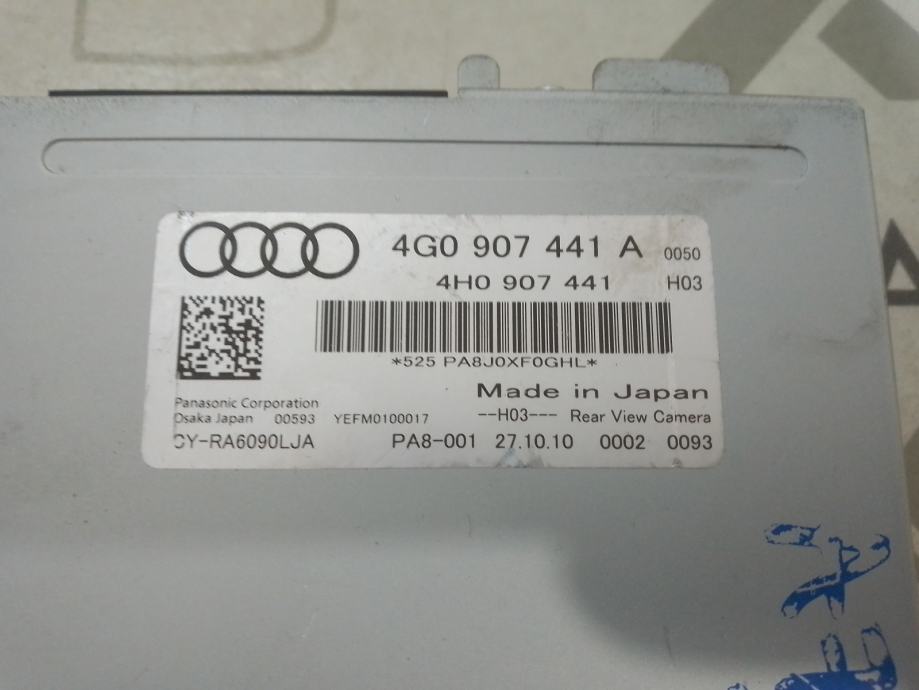 4G0 907 441 A 0050
4H0 907 441 H03
*525 PA8J0XF0GHL*
Made in Japan
Panasonic Corporation
Osaka Japan 00593 YEFM0100017 --H03--- Rear View Camera
CY-RA6090LJA PA8-001 27.10.10 0002 0093